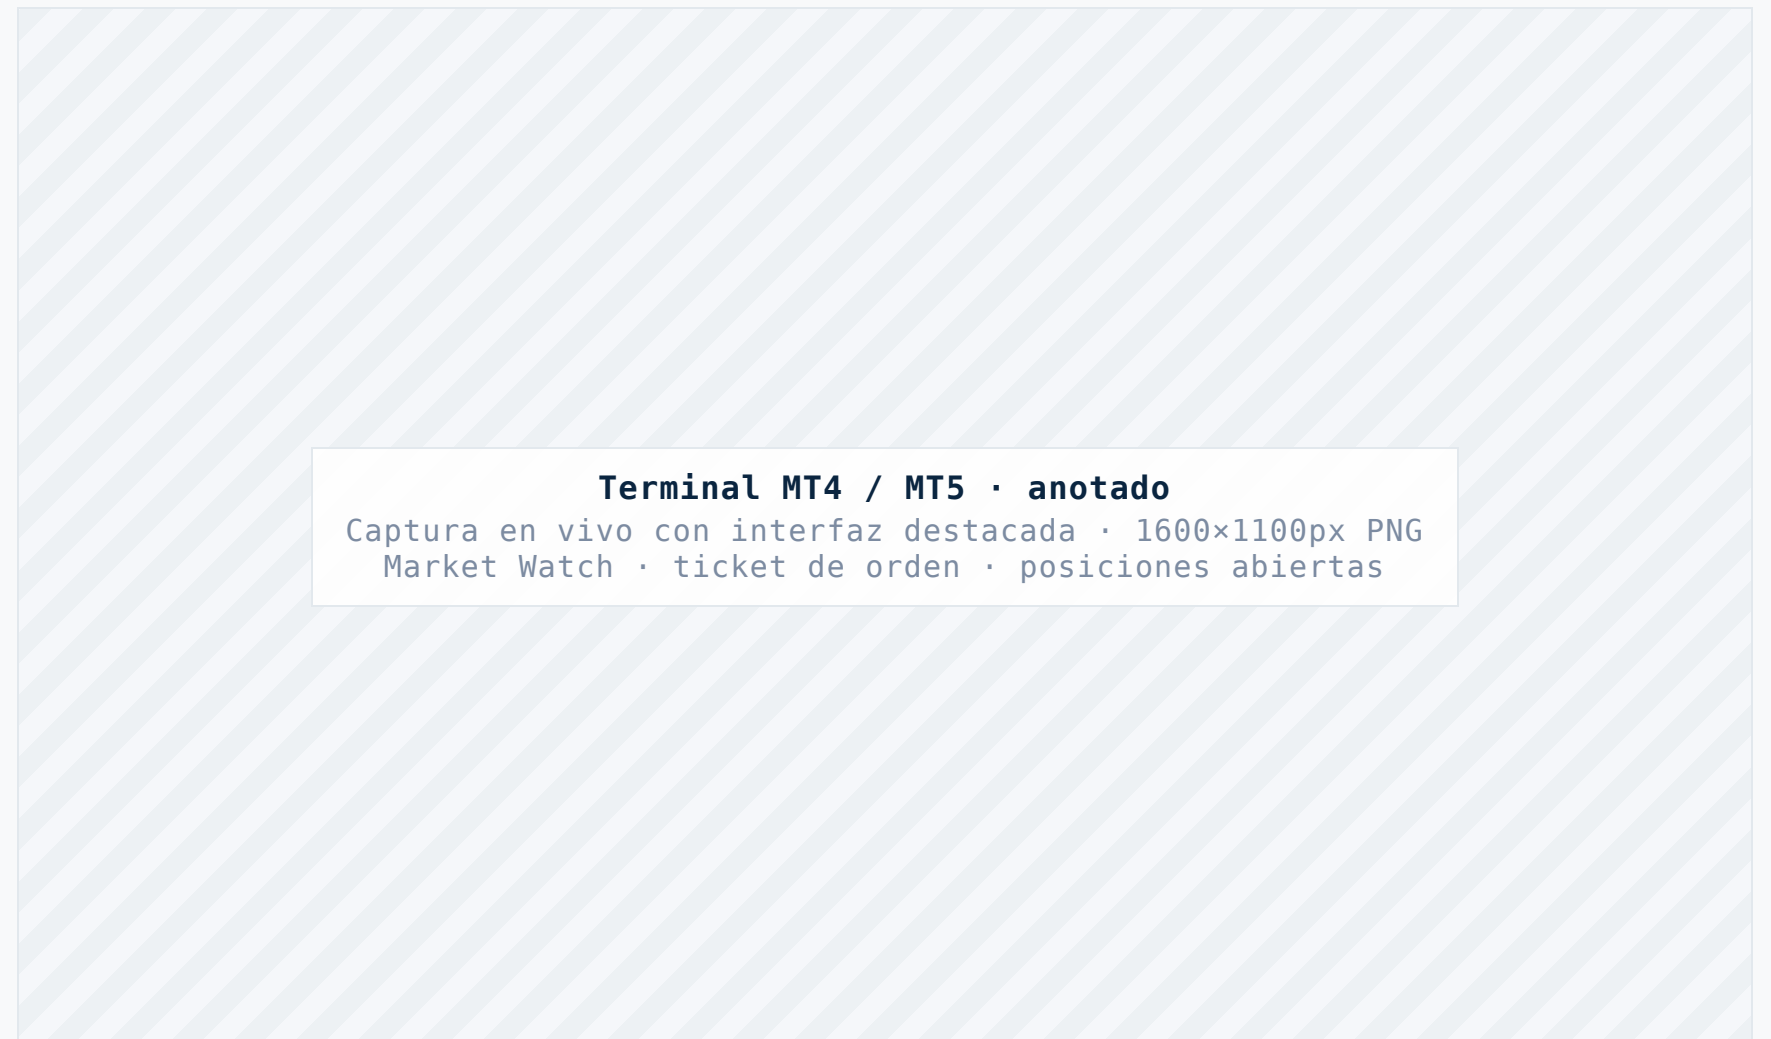 Terminal MT4 / MT5 · anotado
Captura en vivo con interfaz destacada · 1600×1100px PNG
Market Watch · ticket de orden · posiciones abiertas